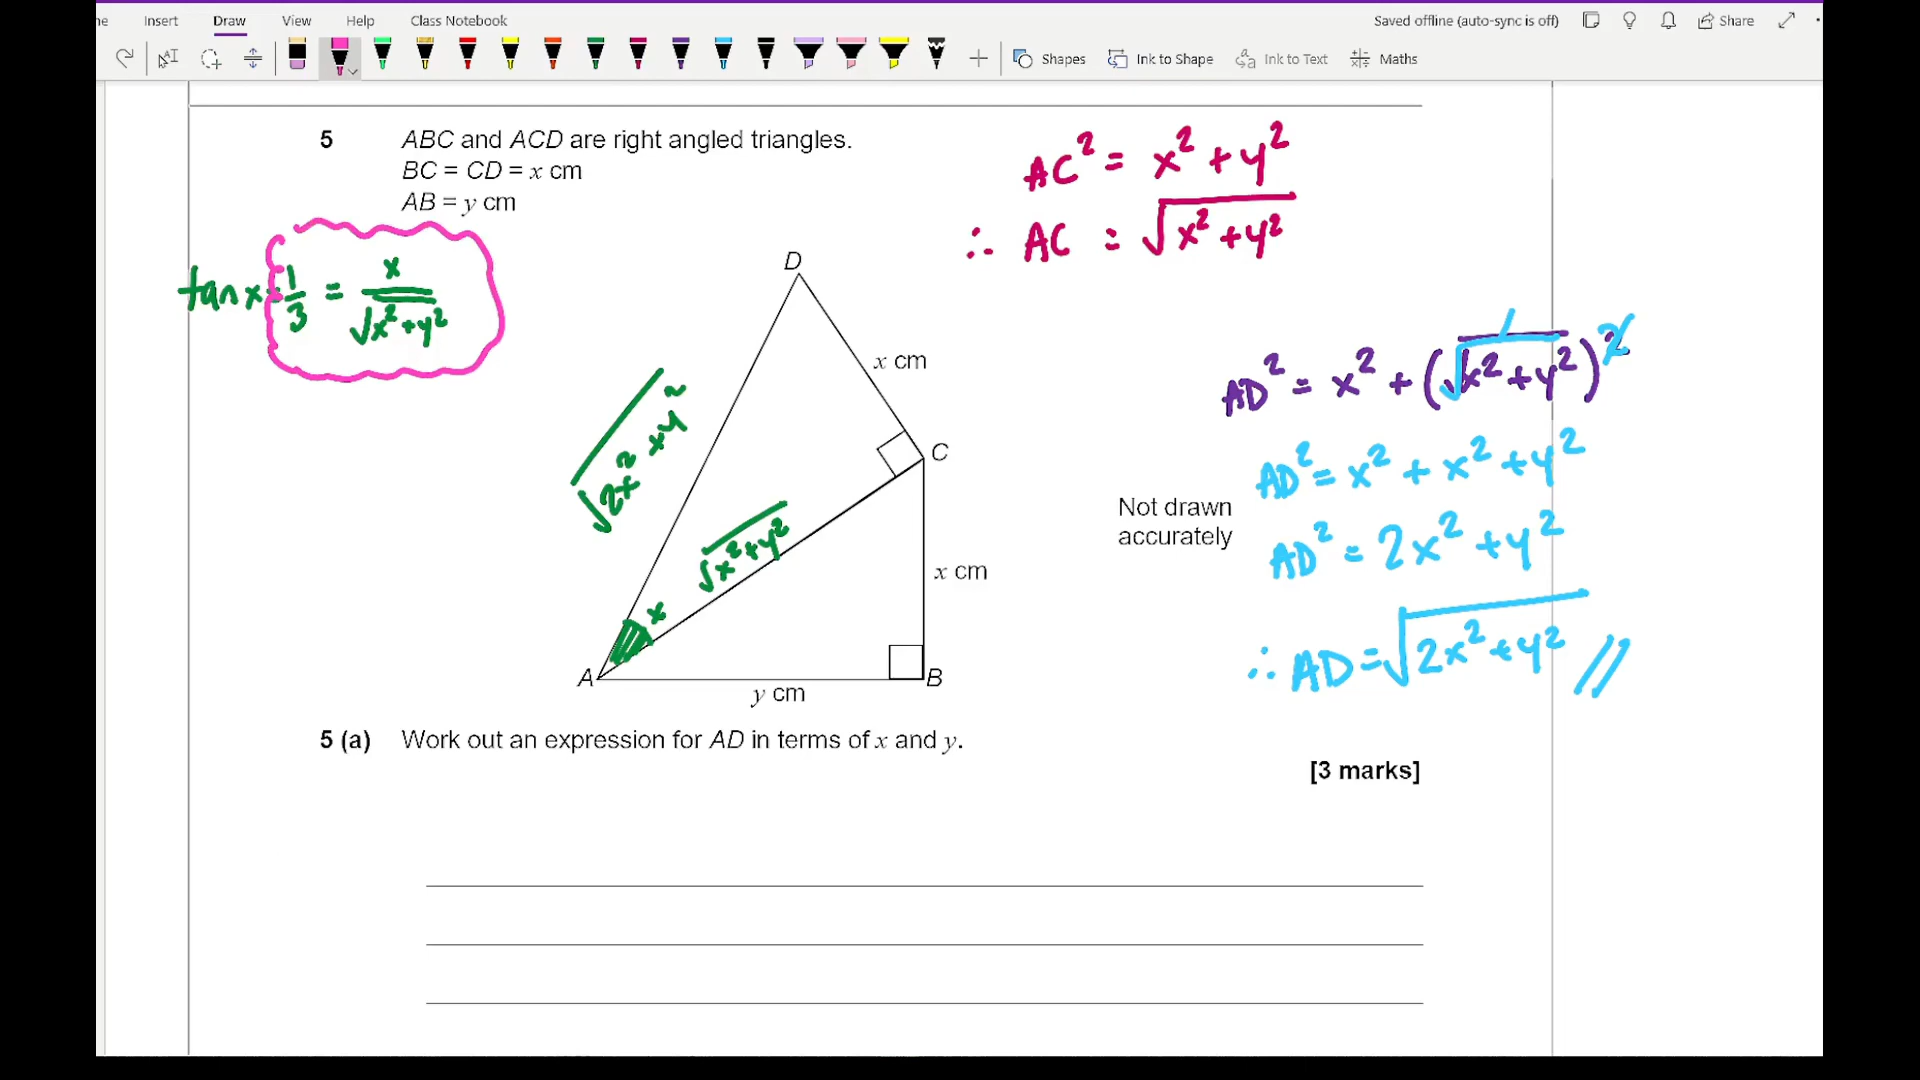 Insert Draw View Help Class Notebook Saved offline (auto-sync is off) Share
Shapes Ink to Shape Ink to Text Maths
5 ABC and ACD are right angled triangles.
BC = CD = x cm
AB = y cm
AC² = x² + y²
∴ AC = √(x² + y²)
tan x = 1/3 = x/√(x² + y²)
D
x cm
C
√(2x² + y²)
√(x² + y²)
x
x cm
A
B
y cm
Not drawn
accurately
AD² = x² + (√(x² + y²))²
AD² = x² + x² + y²
AD² = 2x² + y²
∴ AD = √(2x² + y²) //
5 (a) Work out an expression for AD in terms of x and y.
[3 marks]